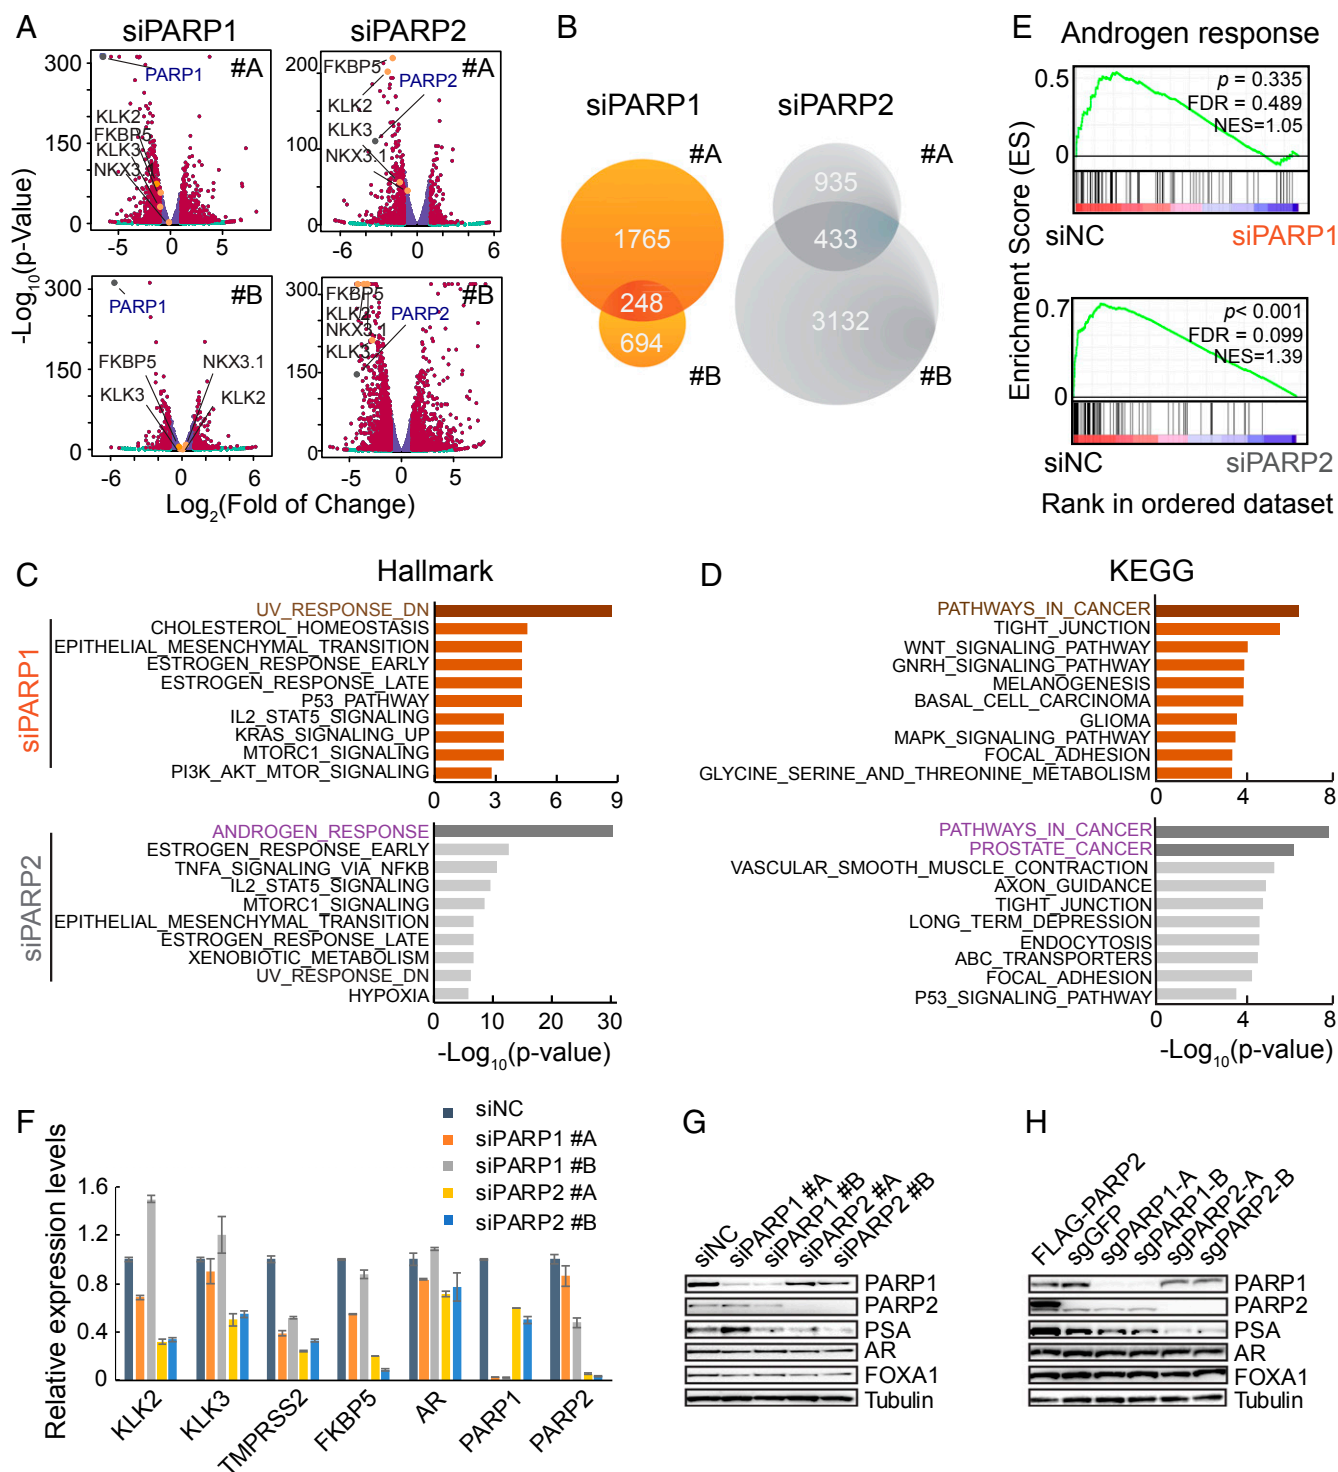 A
siPARP1
siPARP2
-Log10(p-Value)
#A
300
150
0
-5
0
5
PARP1
KLK2
FKBP5
KLK3
NKX3.1
#A
200
100
0
-6
-4
-2
0
2
4
6
FKBP5
PARP2
KLK2
KLK3
NKX3.1
#B
300
150
0
-6
0
6
PARP1
FKBP5
NKX3.1
KLK3
KLK2
#B
300
150
0
-5
0
5
FKBP5
KLK2
PARP2
NKX3.1
KLK3
Log2(Fold of Change)
B
siPARP1
#A
1765
248
694
#B
siPARP2
#A
935
433
3132
#B
E
Androgen response
Enrichment Score (ES)
0.5
0
p = 0.335
FDR = 0.489
NES=1.05
siNC
siPARP1
0.7
0
p< 0.001
FDR = 0.099
NES=1.39
siNC
siPARP2
Rank in ordered dataset
C
Hallmark
siPARP1
UV_RESPONSE_DN
CHOLESTEROL_HOMEOSTASIS
EPITHELIAL_MESENCHYMAL_TRANSITION
ESTROGEN_RESPONSE_EARLY
ESTROGEN_RESPONSE_LATE
P53_PATHWAY
IL2_STAT5_SIGNALING
KRAS_SIGNALING_UP
MTORC1_SIGNALING
PI3K_AKT_MTOR_SIGNALING
0 3 6 9
siPARP2
ANDROGEN_RESPONSE
ESTROGEN_RESPONSE_EARLY
TNFA_SIGNALING_VIA_NFKB
IL2_STAT5_SIGNALING
MTORC1_SIGNALING
EPITHELIAL_MESENCHYMAL_TRANSITION
ESTROGEN_RESPONSE_LATE
XENOBIOTIC_METABOLISM
UV_RESPONSE_DN
HYPOXIA
0 10 20 30
-Log10(p-value)
D
KEGG
PATHWAYS_IN_CANCER
TIGHT_JUNCTION
WNT_SIGNALING_PATHWAY
GNRH_SIGNALING_PATHWAY
MELANOGENESIS
BASAL_CELL_CARCINOMA
GLIOMA
MAPK_SIGNALING_PATHWAY
FOCAL_ADHESION
GLYCINE_SERINE_AND_THREONINE_METABOLISM
0 4 8
PATHWAYS_IN_CANCER
PROSTATE_CANCER
VASCULAR_SMOOTH_MUSCLE_CONTRACTION
AXON_GUIDANCE
TIGHT_JUNCTION
LONG_TERM_DEPRESSION
ENDOCYTOSIS
ABC_TRANSPORTERS
FOCAL_ADHESION
P53_SIGNALING_PATHWAY
0 4 8
-Log10(p-value)
F
siNC
siPARP1 #A
siPARP1 #B
siPARP2 #A
siPARP2 #B
Relative expression levels
1.6
1.2
0.8
0.4
0
KLK2
KLK3
TMPRSS2
FKBP5
AR
PARP1
PARP2
G
siNC
siPARP1 #A
siPARP1 #B
siPARP2 #A
siPARP2 #B
PARP1
PARP2
PSA
AR
FOXA1
Tubulin
H
FLAG-PARP2
sgGFP
sgPARP1-A
sgPARP1-B
sgPARP2-A
sgPARP2-B
PARP1
PARP2
PSA
AR
FOXA1
Tubulin